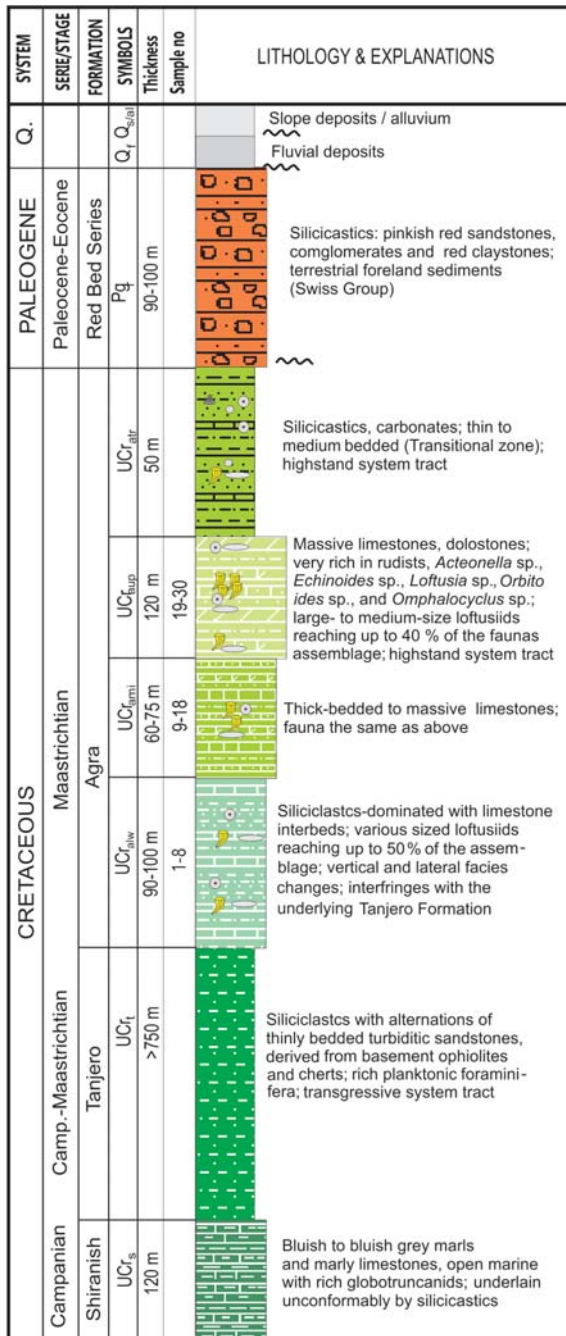 SYSTEM
SERIE/STAGE
FORMATION
SYMBOLS
Thickness
Sample no
LITHOLOGY & EXPLANATIONS
Q.
Qf Qs/al
Slope deposits / alluvium
Fluvial deposits
PALEOGENE
Paleocene-Eocene
Red Bed Series
Pg
90-100 m
Silicicastics: pinkish red sandstones,
comglomerates and red claystones;
terrestrial foreland sediments
(Swiss Group)
CRETACEOUS
Maastrichtian
Agra
UCratr
50 m
Silicicastics, carbonates; thin to
medium bedded (Transitional zone);
highstand system tract
UCraup
120 m
19-30
Massive limestones, dolostones;
very rich in rudists, Acteonella sp.,
Echinoides sp., Loftusia sp., Orbito
ides sp., and Omphalocyclus sp.;
large- to medium-size loftusiids
reaching up to 40 % of the faunas
assemblage; highstand system tract
UCrami
60-75 m
9-18
Thick-bedded to massive limestones;
fauna the same as above
UCralw
90-100 m
1-8
Siliciclastcs-dominated with limestone
interbeds; various sized loftusiids
reaching up to 50% of the assem-
blage; vertical and lateral facies
changes; interfringes with the
underlying Tanjero Formation
Camp.-Maastrichtian
Tanjero
UCrt
>750 m
Siliciclastcs with alternations of
thinly bedded turbiditic sandstones,
derived from basement ophiolites
and cherts; rich planktonic foramini-
fera; transgressive system tract
Campanian
Shiranish
UCrs
120 m
Bluish to bluish grey marls
and marly limestones, open marine
with rich globotruncanids; underlain
unconformably by silicicastics